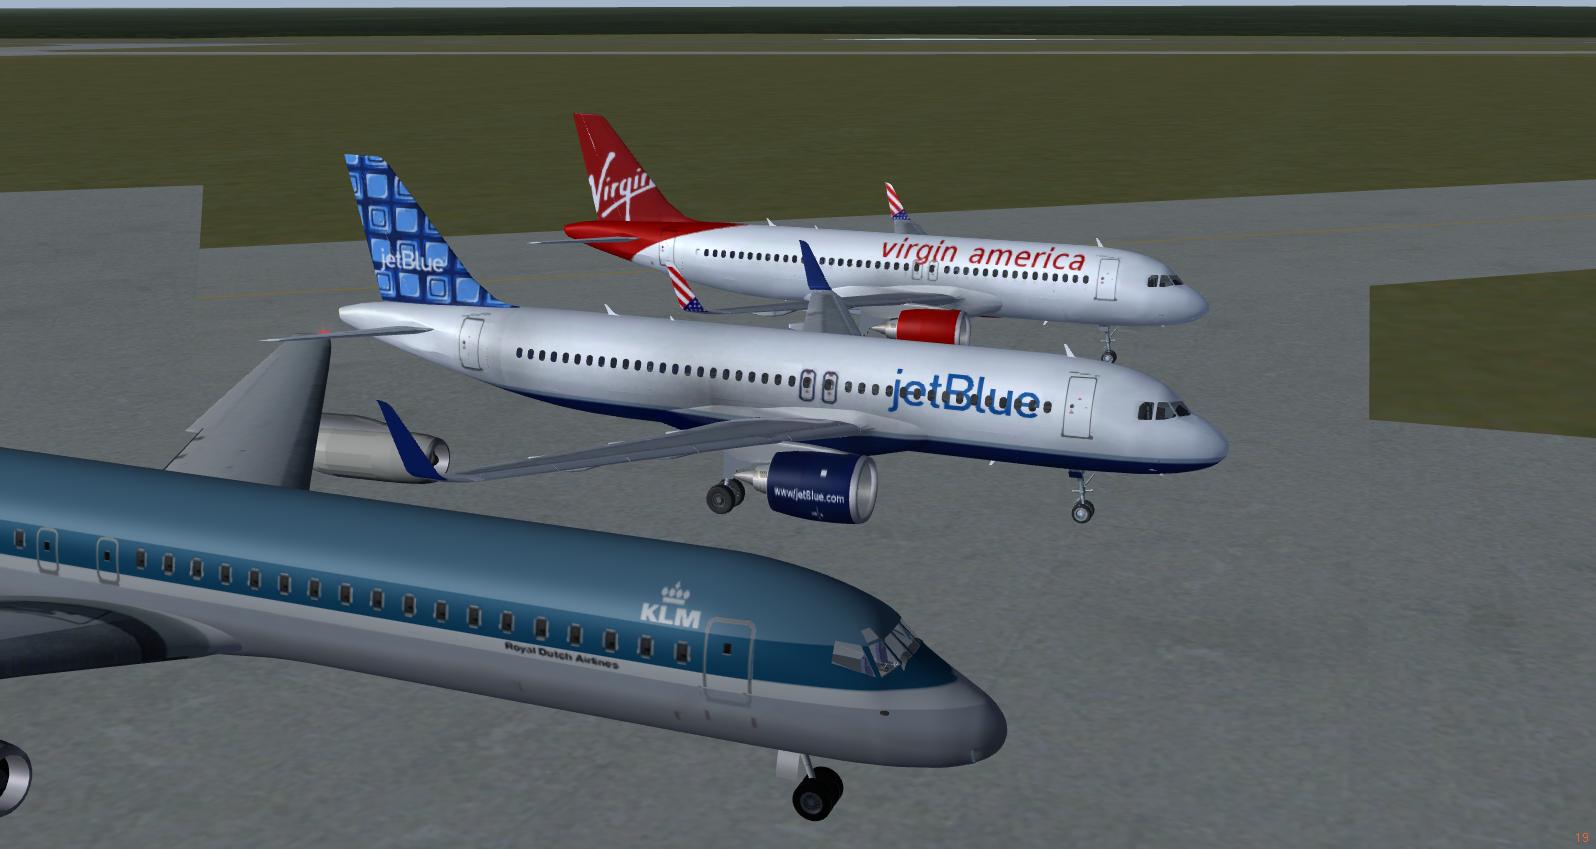 Virgin
virgin america
jetBlue
jetBlue
www.jetBlue.com
KLM
Royal Dutch Airlines
19